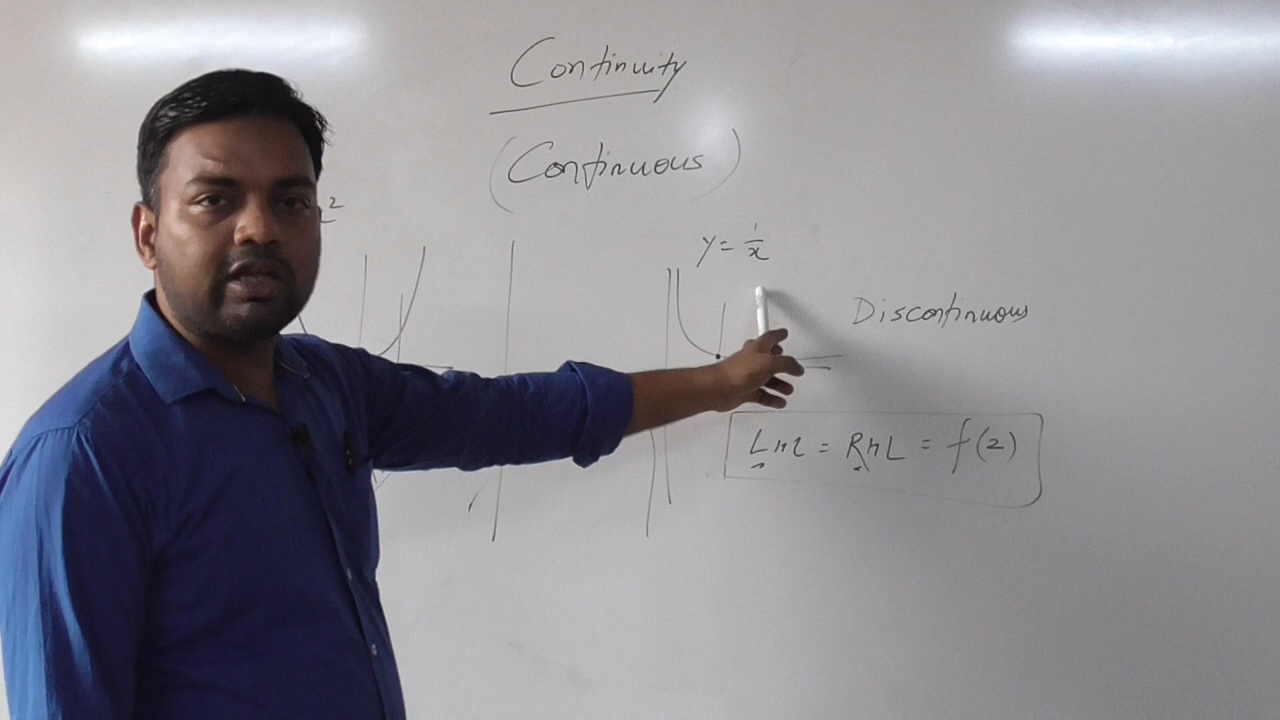 Continuity
(Continuous)
y = 1/x
Discontinuous
LHL = RHL = f(2)